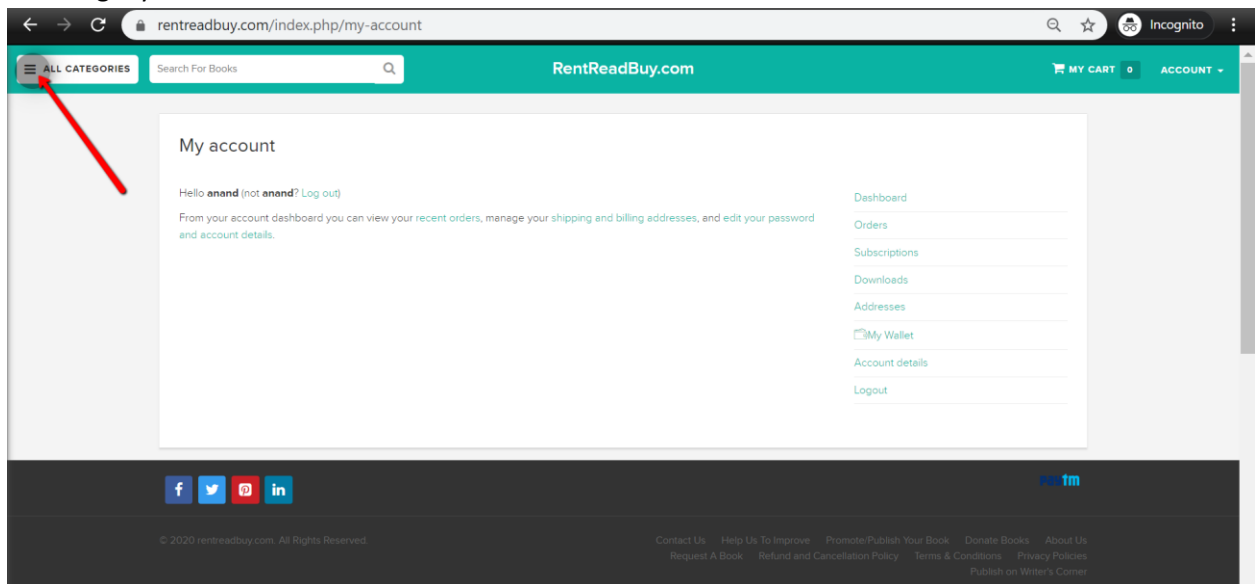 rentreadbuy.com/index.php/my-account
Incognito
ALL CATEGORIES
Search For Books
RentReadBuy.com
MY CART 0
ACCOUNT
My account
Hello anand (not anand? Log out)
From your account dashboard you can view your recent orders, manage your shipping and billing addresses, and edit your password
and account details.
Dashboard
Orders
Subscriptions
Downloads
Addresses
My Wallet
Account details
Logout
Paytm
© 2020 rentreadbuy.com. All Rights Reserved.
Contact Us Help Us To Improve Promote/Publish Your Book Donate Books About Us
Request A Book Refund and Cancellation Policy Terms & Conditions Privacy Policies
Publish on Writer's Corner